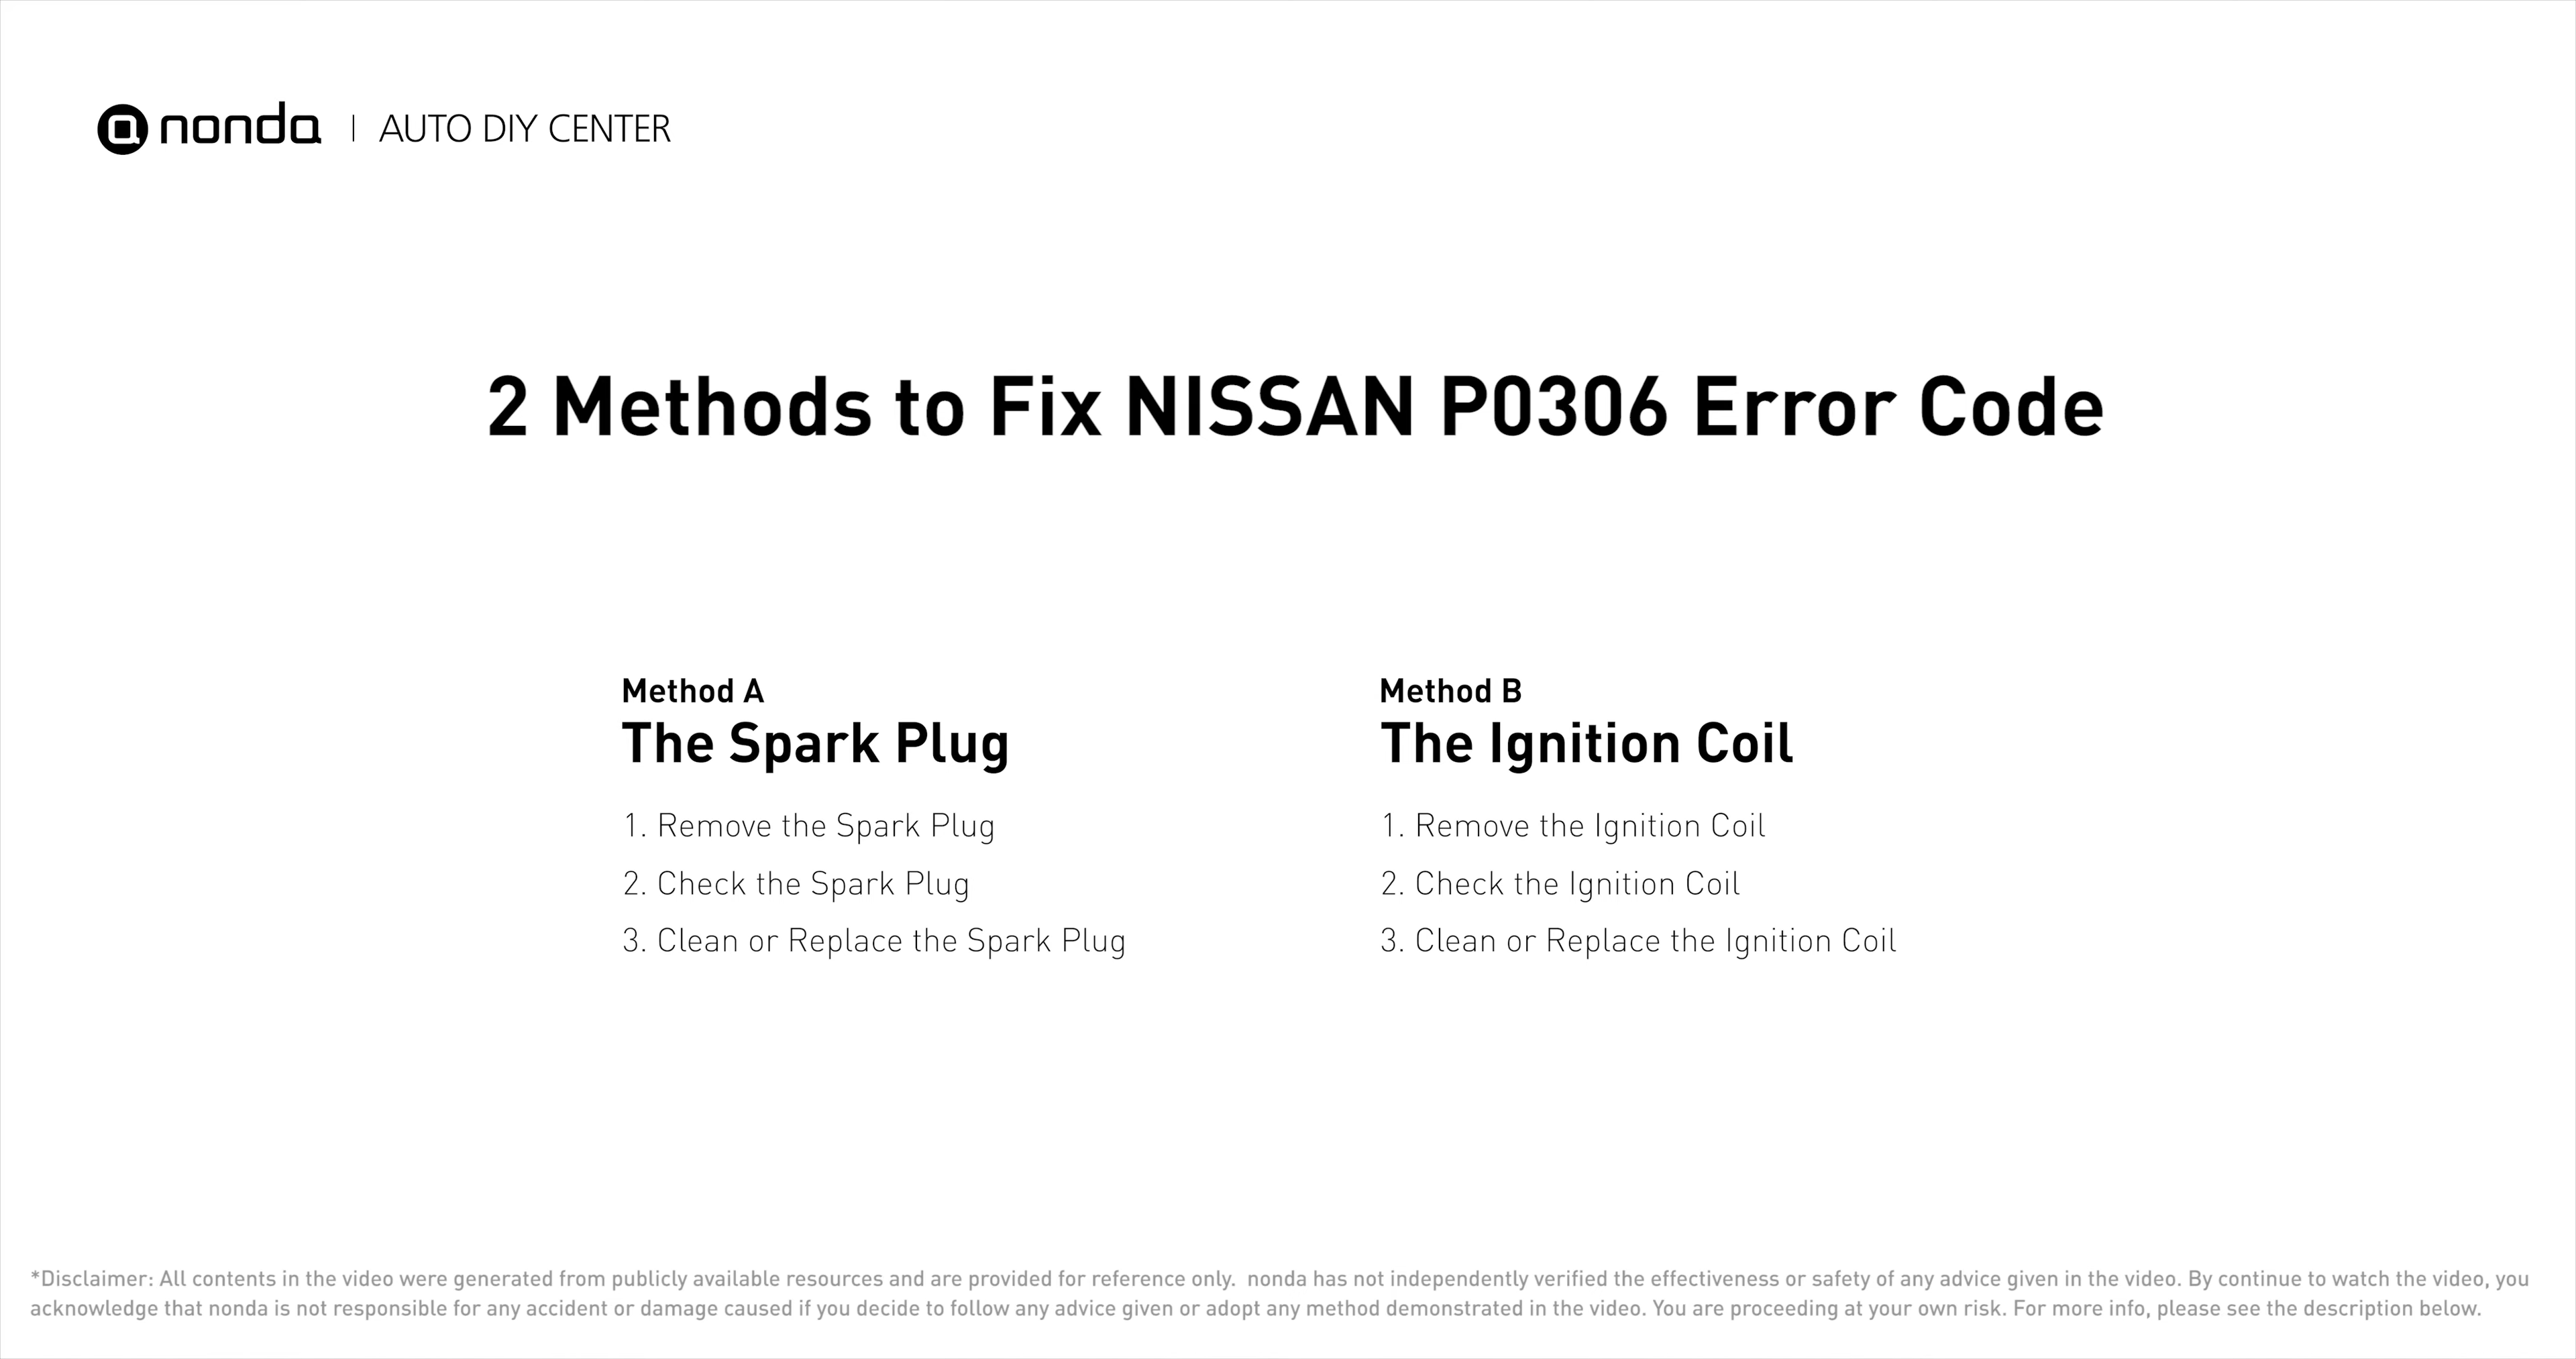 nonda | AUTO DIY CENTER
2 Methods to Fix NISSAN P0306 Error Code
Method A
The Spark Plug
1. Remove the Spark Plug
2. Check the Spark Plug
3. Clean or Replace the Spark Plug
Method B
The Ignition Coil
1. Remove the Ignition Coil
2. Check the Ignition Coil
3. Clean or Replace the Ignition Coil
*Disclaimer: All contents in the video were generated from publicly available resources and are provided for reference only. nonda has not independently verified the effectiveness or safety of any advice given in the video. By continue to watch the video, you
acknowledge that nonda is not responsible for any accident or damage caused if you decide to follow any advice given or adopt any method demonstrated in the video. You are proceeding at your own risk. For more info, please see the description below.